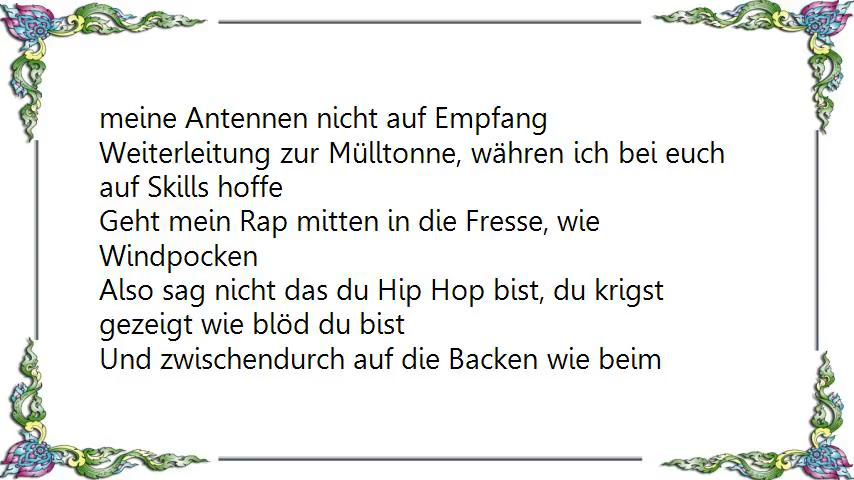 meine Antennen nicht auf Empfang
Weiterleitung zur Mülltonne, währen ich bei euch
auf Skills hoffe
Geht mein Rap mitten in die Fresse, wie
Windpocken
Also sag nicht das du Hip Hop bist, du krigst
gezeigt wie blöd du bist
Und zwischendurch auf die Backen wie beim